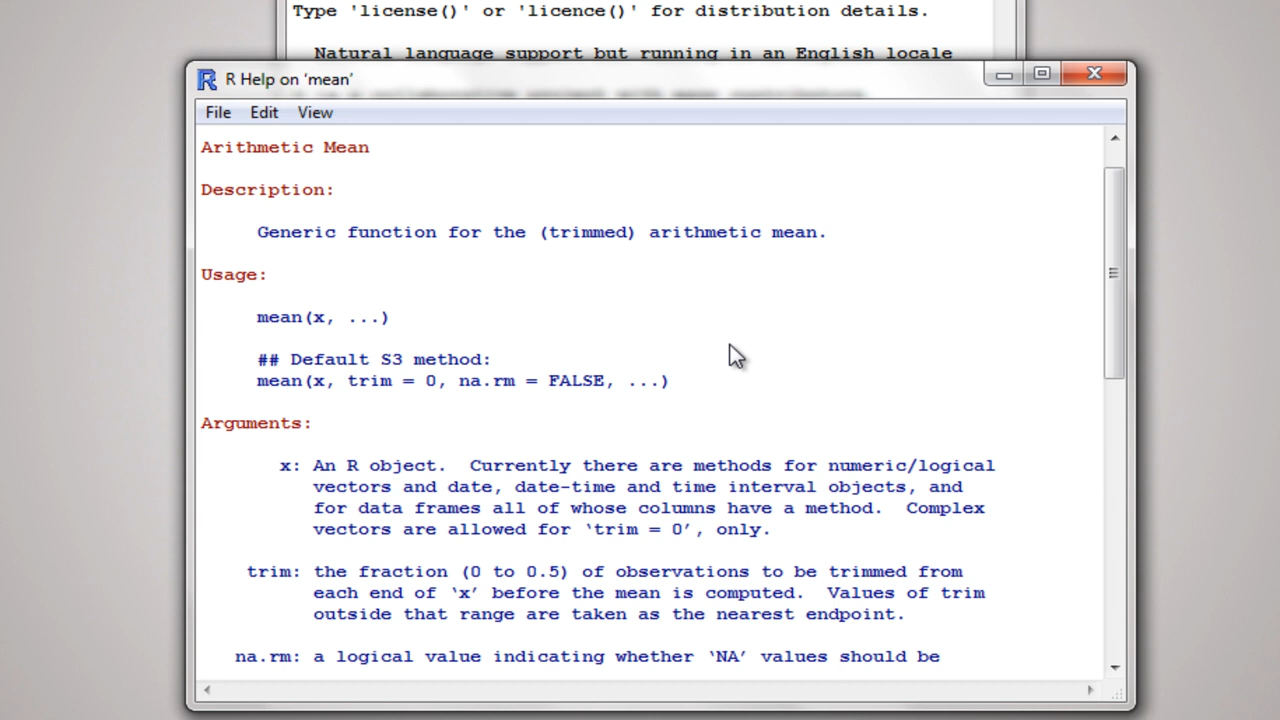 Type 'license()' or 'licence()' for distribution details.
Natural language support but running in an English locale
R Help on ‘mean’
File Edit View
Arithmetic Mean
Description:
Generic function for the (trimmed) arithmetic mean.
Usage:
mean(x, ...)
## Default S3 method:
mean(x, trim = 0, na.rm = FALSE, ...)
Arguments:
x: An R object.  Currently there are methods for numeric/logical
vectors and date, date-time and time interval objects, and
for data frames all of whose columns have a method.  Complex
vectors are allowed for ‘trim = 0’, only.
trim: the fraction (0 to 0.5) of observations to be trimmed from
each end of ‘x’ before the mean is computed.  Values of trim
outside that range are taken as the nearest endpoint.
na.rm: a logical value indicating whether ‘NA’ values should be